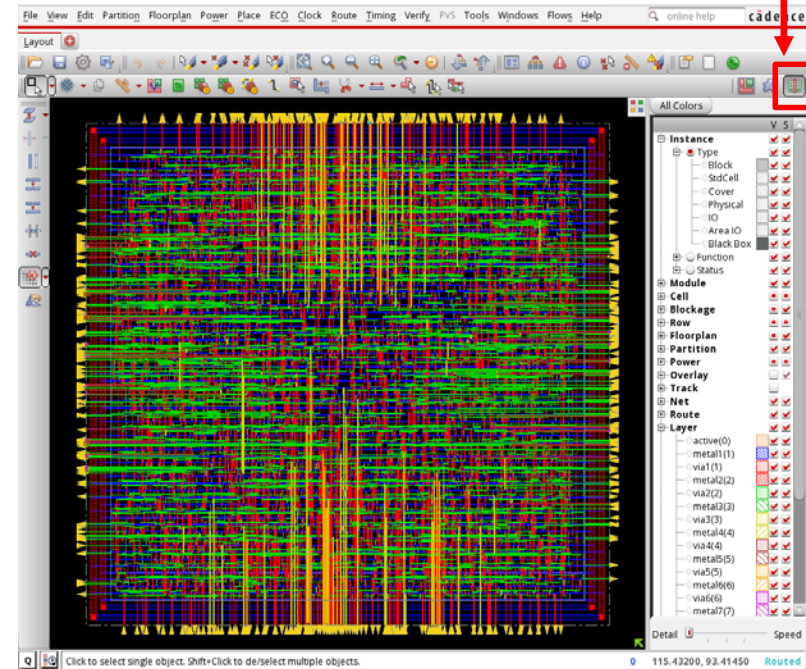 File View Edit Partition Floorplan Power Place ECO Clock Route Timing Verify PVS Tools Windows Flows Help online help cādence
Layout
All Colors
V S
Instance
Type
Block
StdCell
Cover
Physical
IO
Area IO
Black Box
Function
Status
Module
Cell
Blockage
Row
Floorplan
Partition
Power
Overlay
Track
Net
Route
Layer
active(0)
metal1(1)
via1(1)
metal2(2)
via2(2)
metal3(3)
via3(3)
metal4(4)
via4(4)
metal5(5)
via5(5)
metal6(6)
via6(6)
metal7(7)
Detail Speed
Q Click to select single object. Shift+Click to de/select multiple objects. 0 115.43200, 93.41450 Routed